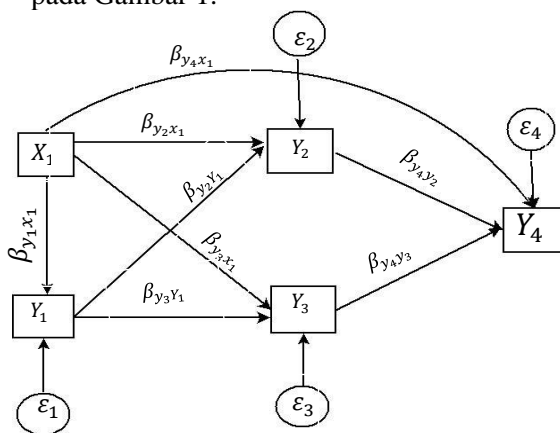 pada Gambar 1.
ε₂
β_{y₄x₁}
ε₄
β_{y₂x₁}
X₁
Y₂
β_{y₂Y₁}
β_{y₄y₂}
Y₄
β_{y₁x₁}
β_{y₃x₁}
β_{y₄y₃}
Y₁
β_{y₃Y₁}
Y₃
ε₁
ε₃